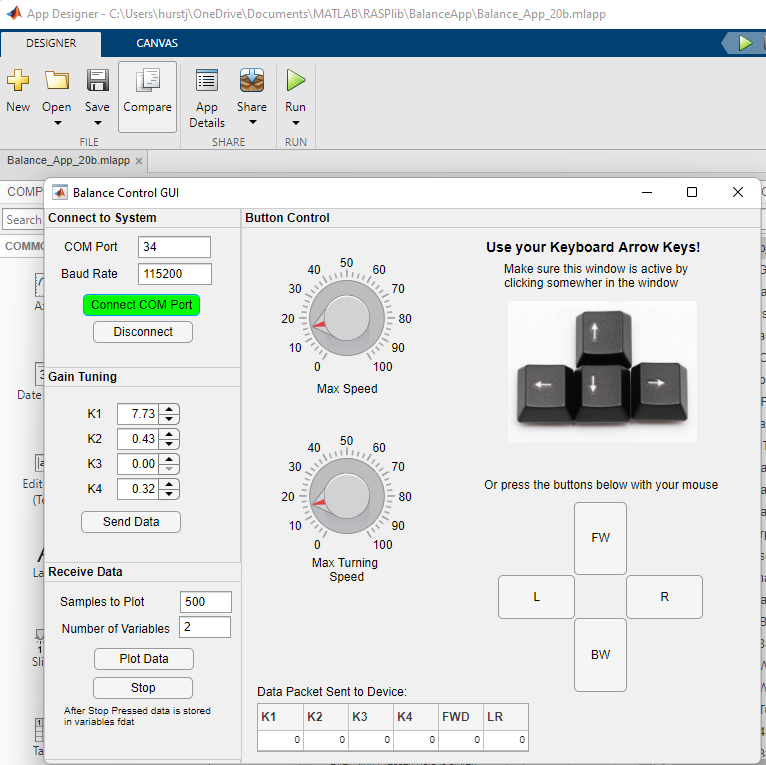 App Designer - C:\Users\hurstj\OneDrive\Documents\MATLAB\RASPlib\BalanceApp\Balance_App_20b.mlapp
DESIGNER CANVAS
New Open Save Compare App Details Share Run
FILE SHARE RUN
Balance_App_20b.mlapp ×
COMP
Search
COMMO
Date
Edit
(Te
La
Sli
Ta
Balance Control GUI
Connect to System
COM Port 34
Baud Rate 115200
Connect COM Port
Disconnect
Gain Tuning
K1 7.73
K2 0.43
K3 0.00
K4 0.32
Send Data
Receive Data
Samples to Plot 500
Number of Variables 2
Plot Data
Stop
After Stop Pressed data is stored
in variables fdat
Button Control
0 10 20 30 40 50 60 70 80 90 100
Max Speed
0 10 20 30 40 50 60 70 80 90 100
Max Turning
Speed
Use your Keyboard Arrow Keys!
Make sure this window is active by
clicking somewher in the window
Or press the buttons below with your mouse
FW
L R
BW
Data Packet Sent to Device:
K1 K2 K3 K4 FWD LR
0 0 0 0 0 0